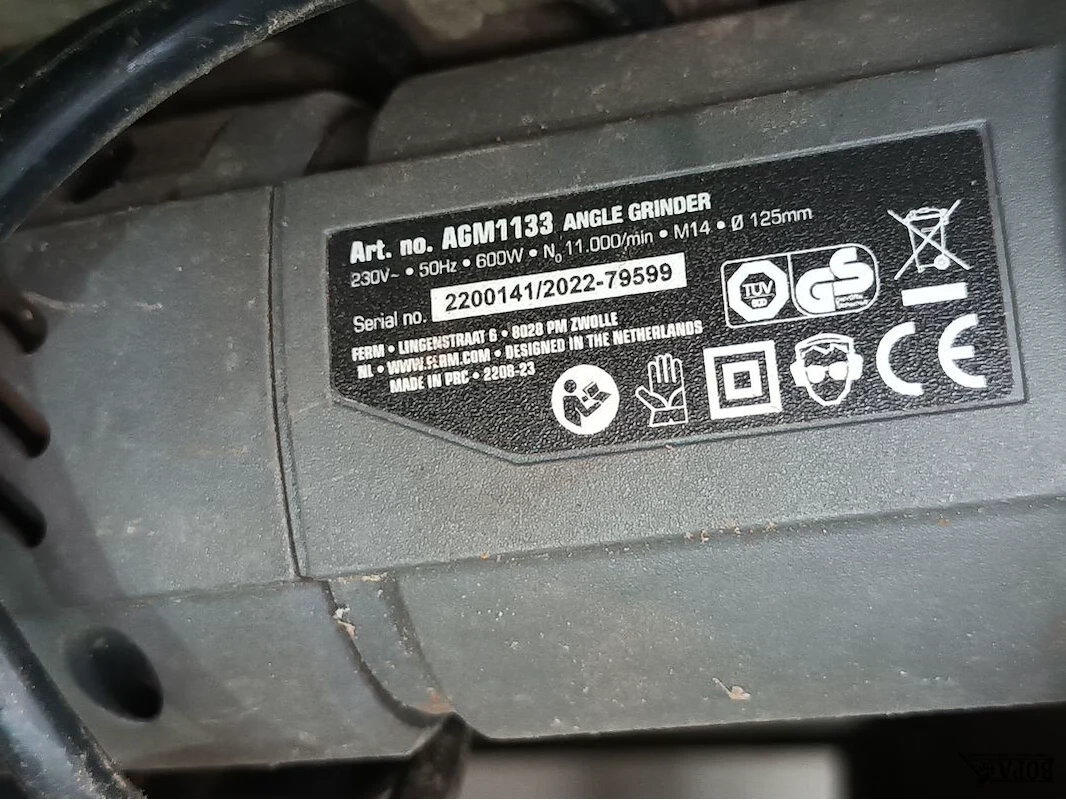 Art. no. AGM1133 ANGLE GRINDER
230V~ • 50Hz • 600W • N₀ 11.000/min • M14 • Ø 125mm
Serial no. 2200141/2022-79599
FERM • LINGENSTRAAT 6 • 8028 PM ZWOLLE
NL • WWW.FERM.COM • DESIGNED IN THE NETHERLANDS
MADE IN PRC • 2208-23
TÜV
GS
CE